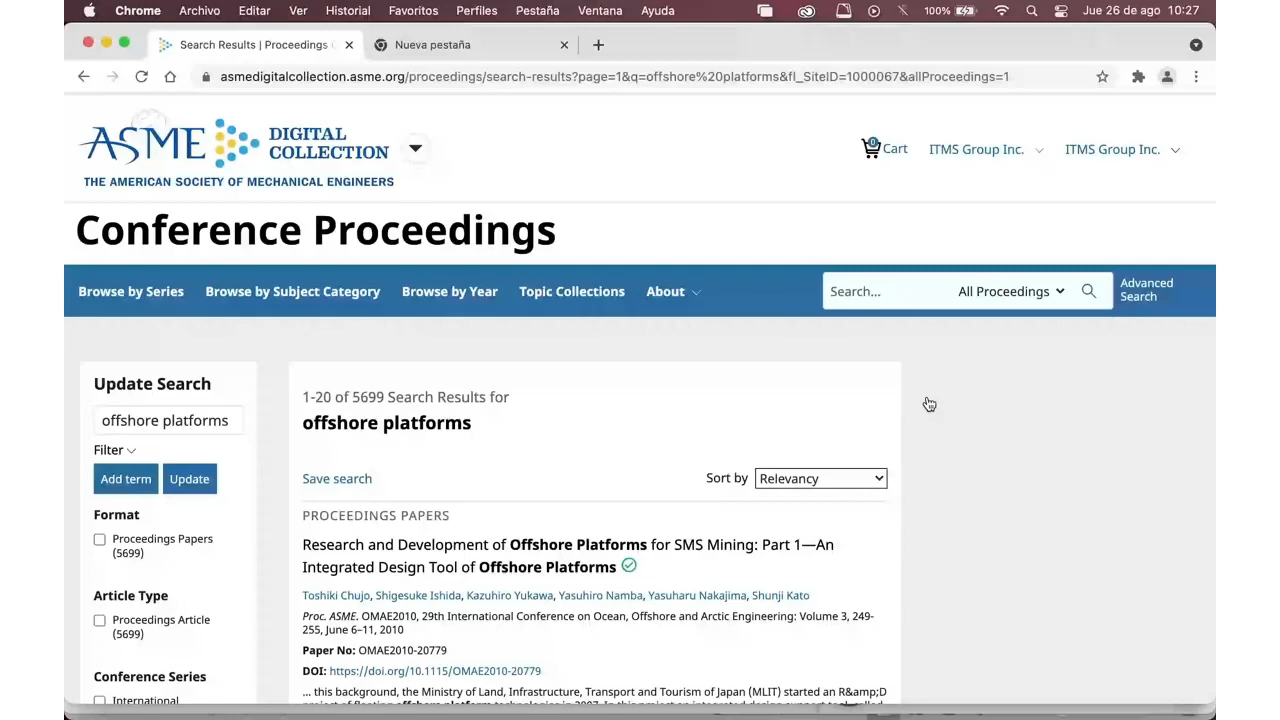 Chrome Archivo Editar Ver Historial Favoritos Perfiles Pestaña Ventana Ayuda 100% Jue 26 de ago 10:27
Search Results | Proceedings Nueva pestaña
asmedigitalcollection.asme.org/proceedings/search-results?page=1&q=offshore%20platforms&fl_SiteID=1000067&allProceedings=1
ASME DIGITAL COLLECTION
THE AMERICAN SOCIETY OF MECHANICAL ENGINEERS
0 Cart ITMS Group Inc. ITMS Group Inc.
Conference Proceedings
Browse by Series Browse by Subject Category Browse by Year Topic Collections About Search... All Proceedings Advanced Search
Update Search
offshore platforms
Filter
Add term Update
Format
Proceedings Papers
(5699)
Article Type
Proceedings Article
(5699)
Conference Series
International
1-20 of 5699 Search Results for
offshore platforms
Save search Sort by Relevancy
PROCEEDINGS PAPERS
Research and Development of Offshore Platforms for SMS Mining: Part 1—An
Integrated Design Tool of Offshore Platforms
Toshiki Chujo, Shigesuke Ishida, Kazuhiro Yukawa, Yasuhiro Namba, Yasuharu Nakajima, Shunji Kato
Proc. ASME. OMAE2010, 29th International Conference on Ocean, Offshore and Arctic Engineering: Volume 3, 249-
255, June 6–11, 2010
Paper No: OMAE2010-20779
DOI: https://doi.org/10.1115/OMAE2010-20779
... this background, the Ministry of Land, Infrastructure, Transport and Tourism of Japan (MLIT) started an R&amp;D